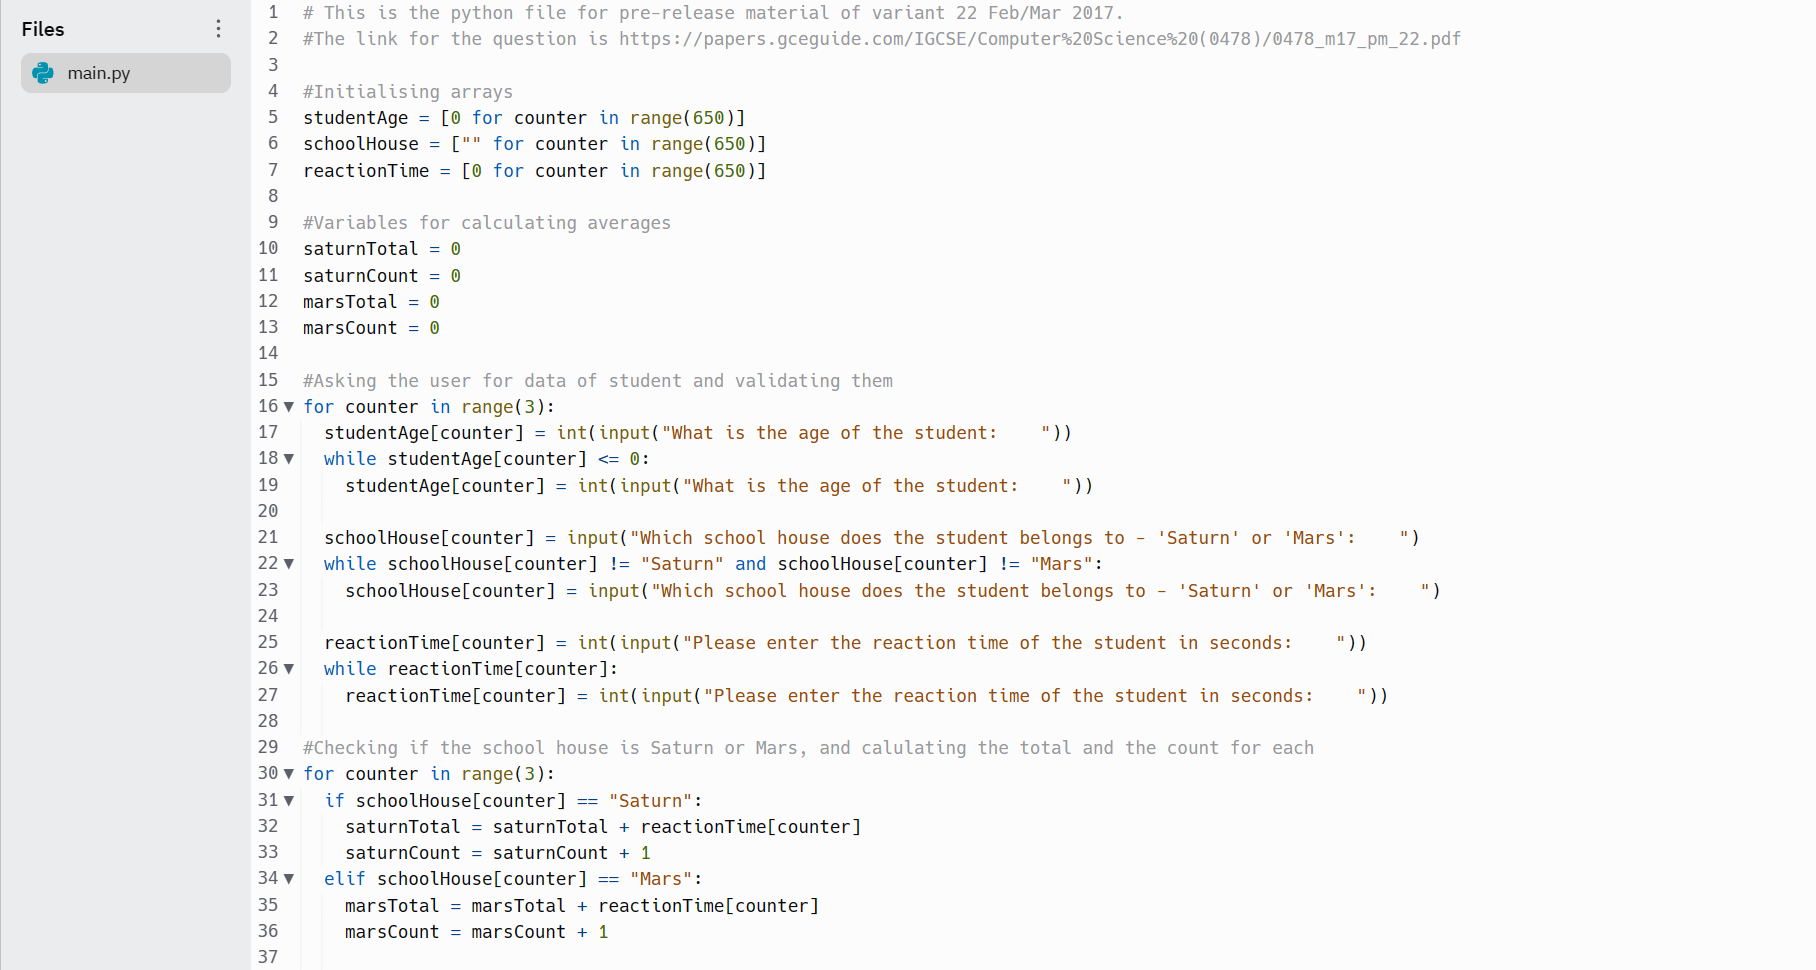 Files
main.py
1 # This is the python file for pre-release material of variant 22 Feb/Mar 2017.
2 #The link for the question is https://papers.gceguide.com/IGCSE/Computer%20Science%20(0478)/0478_m17_pm_22.pdf
3
4 #Initialising arrays
5 studentAge = [0 for counter in range(650)]
6 schoolHouse = ["" for counter in range(650)]
7 reactionTime = [0 for counter in range(650)]
8
9 #Variables for calculating averages
10 saturnTotal = 0
11 saturnCount = 0
12 marsTotal = 0
13 marsCount = 0
14
15 #Asking the user for data of student and validating them
16 for counter in range(3):
17   studentAge[counter] = int(input("What is the age of the student:    "))
18   while studentAge[counter] <= 0:
19     studentAge[counter] = int(input("What is the age of the student:    "))
20
21   schoolHouse[counter] = input("Which school house does the student belongs to - 'Saturn' or 'Mars':    ")
22   while schoolHouse[counter] != "Saturn" and schoolHouse[counter] != "Mars":
23     schoolHouse[counter] = input("Which school house does the student belongs to - 'Saturn' or 'Mars':    ")
24
25   reactionTime[counter] = int(input("Please enter the reaction time of the student in seconds:    "))
26   while reactionTime[counter]:
27     reactionTime[counter] = int(input("Please enter the reaction time of the student in seconds:    "))
28
29 #Checking if the school house is Saturn or Mars, and calulating the total and the count for each
30 for counter in range(3):
31   if schoolHouse[counter] == "Saturn":
32     saturnTotal = saturnTotal + reactionTime[counter]
33     saturnCount = saturnCount + 1
34   elif schoolHouse[counter] == "Mars":
35     marsTotal = marsTotal + reactionTime[counter]
36     marsCount = marsCount + 1
37